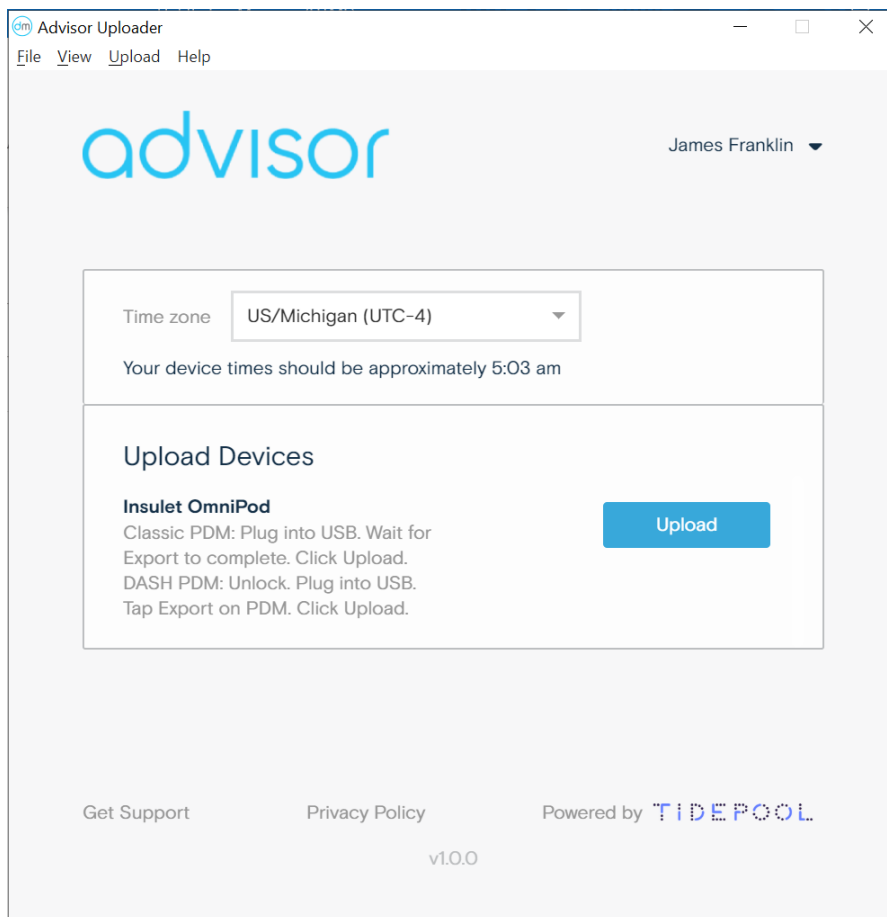 dm Advisor Uploader
File View Upload Help
advisor
James Franklin
Time zone US/Michigan (UTC-4)
Your device times should be approximately 5:03 am
Upload Devices
Insulet OmniPod
Classic PDM: Plug into USB. Wait for
Export to complete. Click Upload.
DASH PDM: Unlock. Plug into USB.
Tap Export on PDM. Click Upload.
Upload
Get Support Privacy Policy Powered by TIDEPOOL
v1.0.0